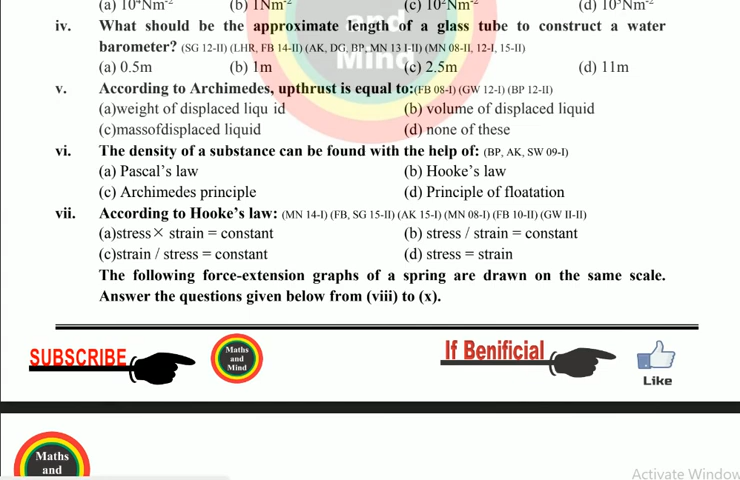 (a) 10⁴Nm⁻² (b) 1Nm⁻² (c) 10²Nm⁻² (d) 10³Nm⁻²
iv. What should be the approximate length of a glass tube to construct a water
barometer? (SG 12-II) (LHR, FB 14-II) (AK, DG, BP, MN 13 I-II) (MN 08-II, 12-I, 15-II)
(a) 0.5m (b) 1m (c) 2.5m (d) 11m
v. According to Archimedes, upthrust is equal to:(FB 08-I) (GW 12-I) (BP 12-II)
(a)weight of displaced liqu id (b) volume of displaced liquid
(c)massofdisplaced liquid (d) none of these
vi. The density of a substance can be found with the help of: (BP, AK, SW 09-I)
(a) Pascal's law (b) Hooke's law
(c) Archimedes principle (d) Principle of floatation
vii. According to Hooke's law: (MN 14-I) (FB, SG 15-II) (AK 15-I) (MN 08-I) (FB 10-II) (GW II-II)
(a)stress× strain = constant (b) stress / strain = constant
(c)strain / stress = constant (d) stress = strain
The following force-extension graphs of a spring are drawn on the same scale.
Answer the questions given below from (viii) to (x).
and
Mind
SUBSCRIBE
Maths
and
Mind
If Benificial
Like
Maths
and
Activate Window